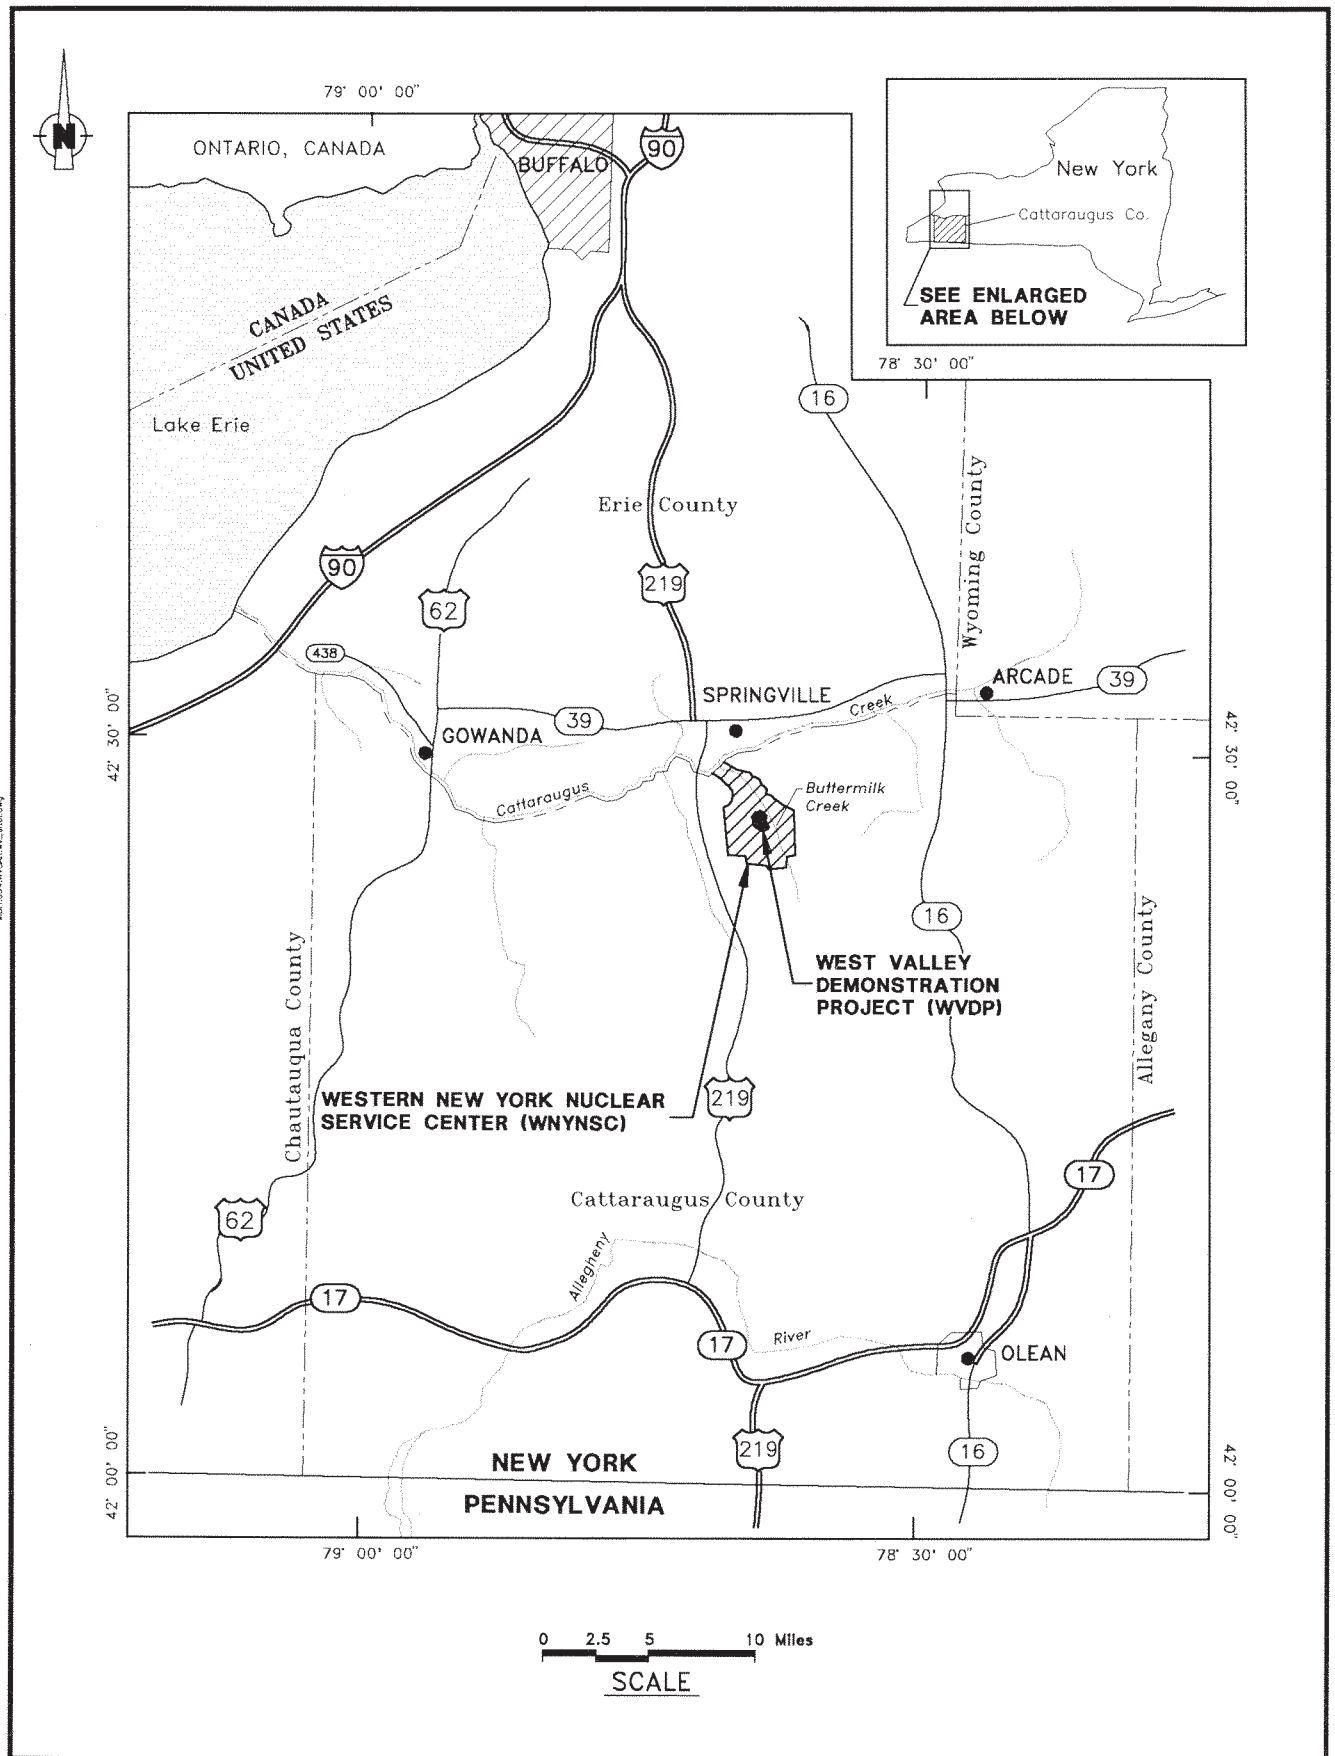 79° 00' 00"
N
ONTARIO, CANADA
BUFFALO
90
New York
Cattaraugus Co.
SEE ENLARGED
AREA BELOW
CANADA
UNITED STATES
78° 30' 00"
16
Lake Erie
Erie County
Wyoming County
90
219
62
438
ARCADE
39
SPRINGVILLE
Creek
42° 30' 00"
39
GOWANDA
42° 30' 00"
Cattaraugus
Buttermilk
Creek
16
WEST VALLEY
DEMONSTRATION
PROJECT (WVDP)
Chautauqua County
Allegany County
WESTERN NEW YORK NUCLEAR
SERVICE CENTER (WNYNSC)
219
17
Cattaraugus County
62
Allegheny
17
17
River
OLEAN
42° 00' 00"
NEW YORK
219
16
42° 00' 00"
PENNSYLVANIA
79° 00' 00"
78° 30' 00"
0 2.5 5 10 Miles
SCALE